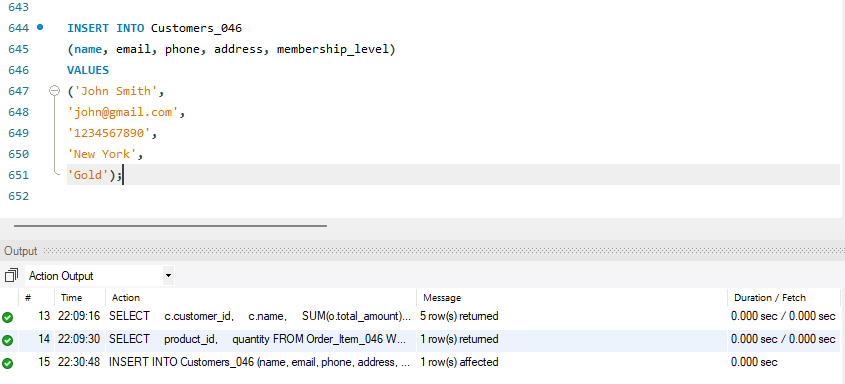 643
644 INSERT INTO Customers_046
645 (name, email, phone, address, membership_level)
646 VALUES
647 ('John Smith',
648 'john@gmail.com',
649 '1234567890',
650 'New York',
651 'Gold');
652
Output
Action Output
# Time Action Message Duration / Fetch
13 22:09:16 SELECT c.customer_id, c.name, SUM(o.total_amount)... 5 row(s) returned 0.000 sec / 0.000 sec
14 22:09:30 SELECT product_id, quantity FROM Order_Item_046 W... 1 row(s) returned 0.000 sec / 0.000 sec
15 22:30:48 INSERT INTO Customers_046 (name, email, phone, address, ... 1 row(s) affected 0.000 sec